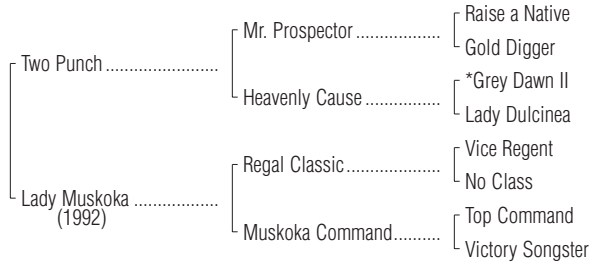 Raise a Native
Mr. Prospector ..................
Gold Digger
Two Punch ........................
*Grey Dawn II
Heavenly Cause ................
Lady Dulcinea
Vice Regent
Regal Classic ....................
No Class
Lady Muskoka ..................
(1992)
Top Command
Muskoka Command..........
Victory Songster